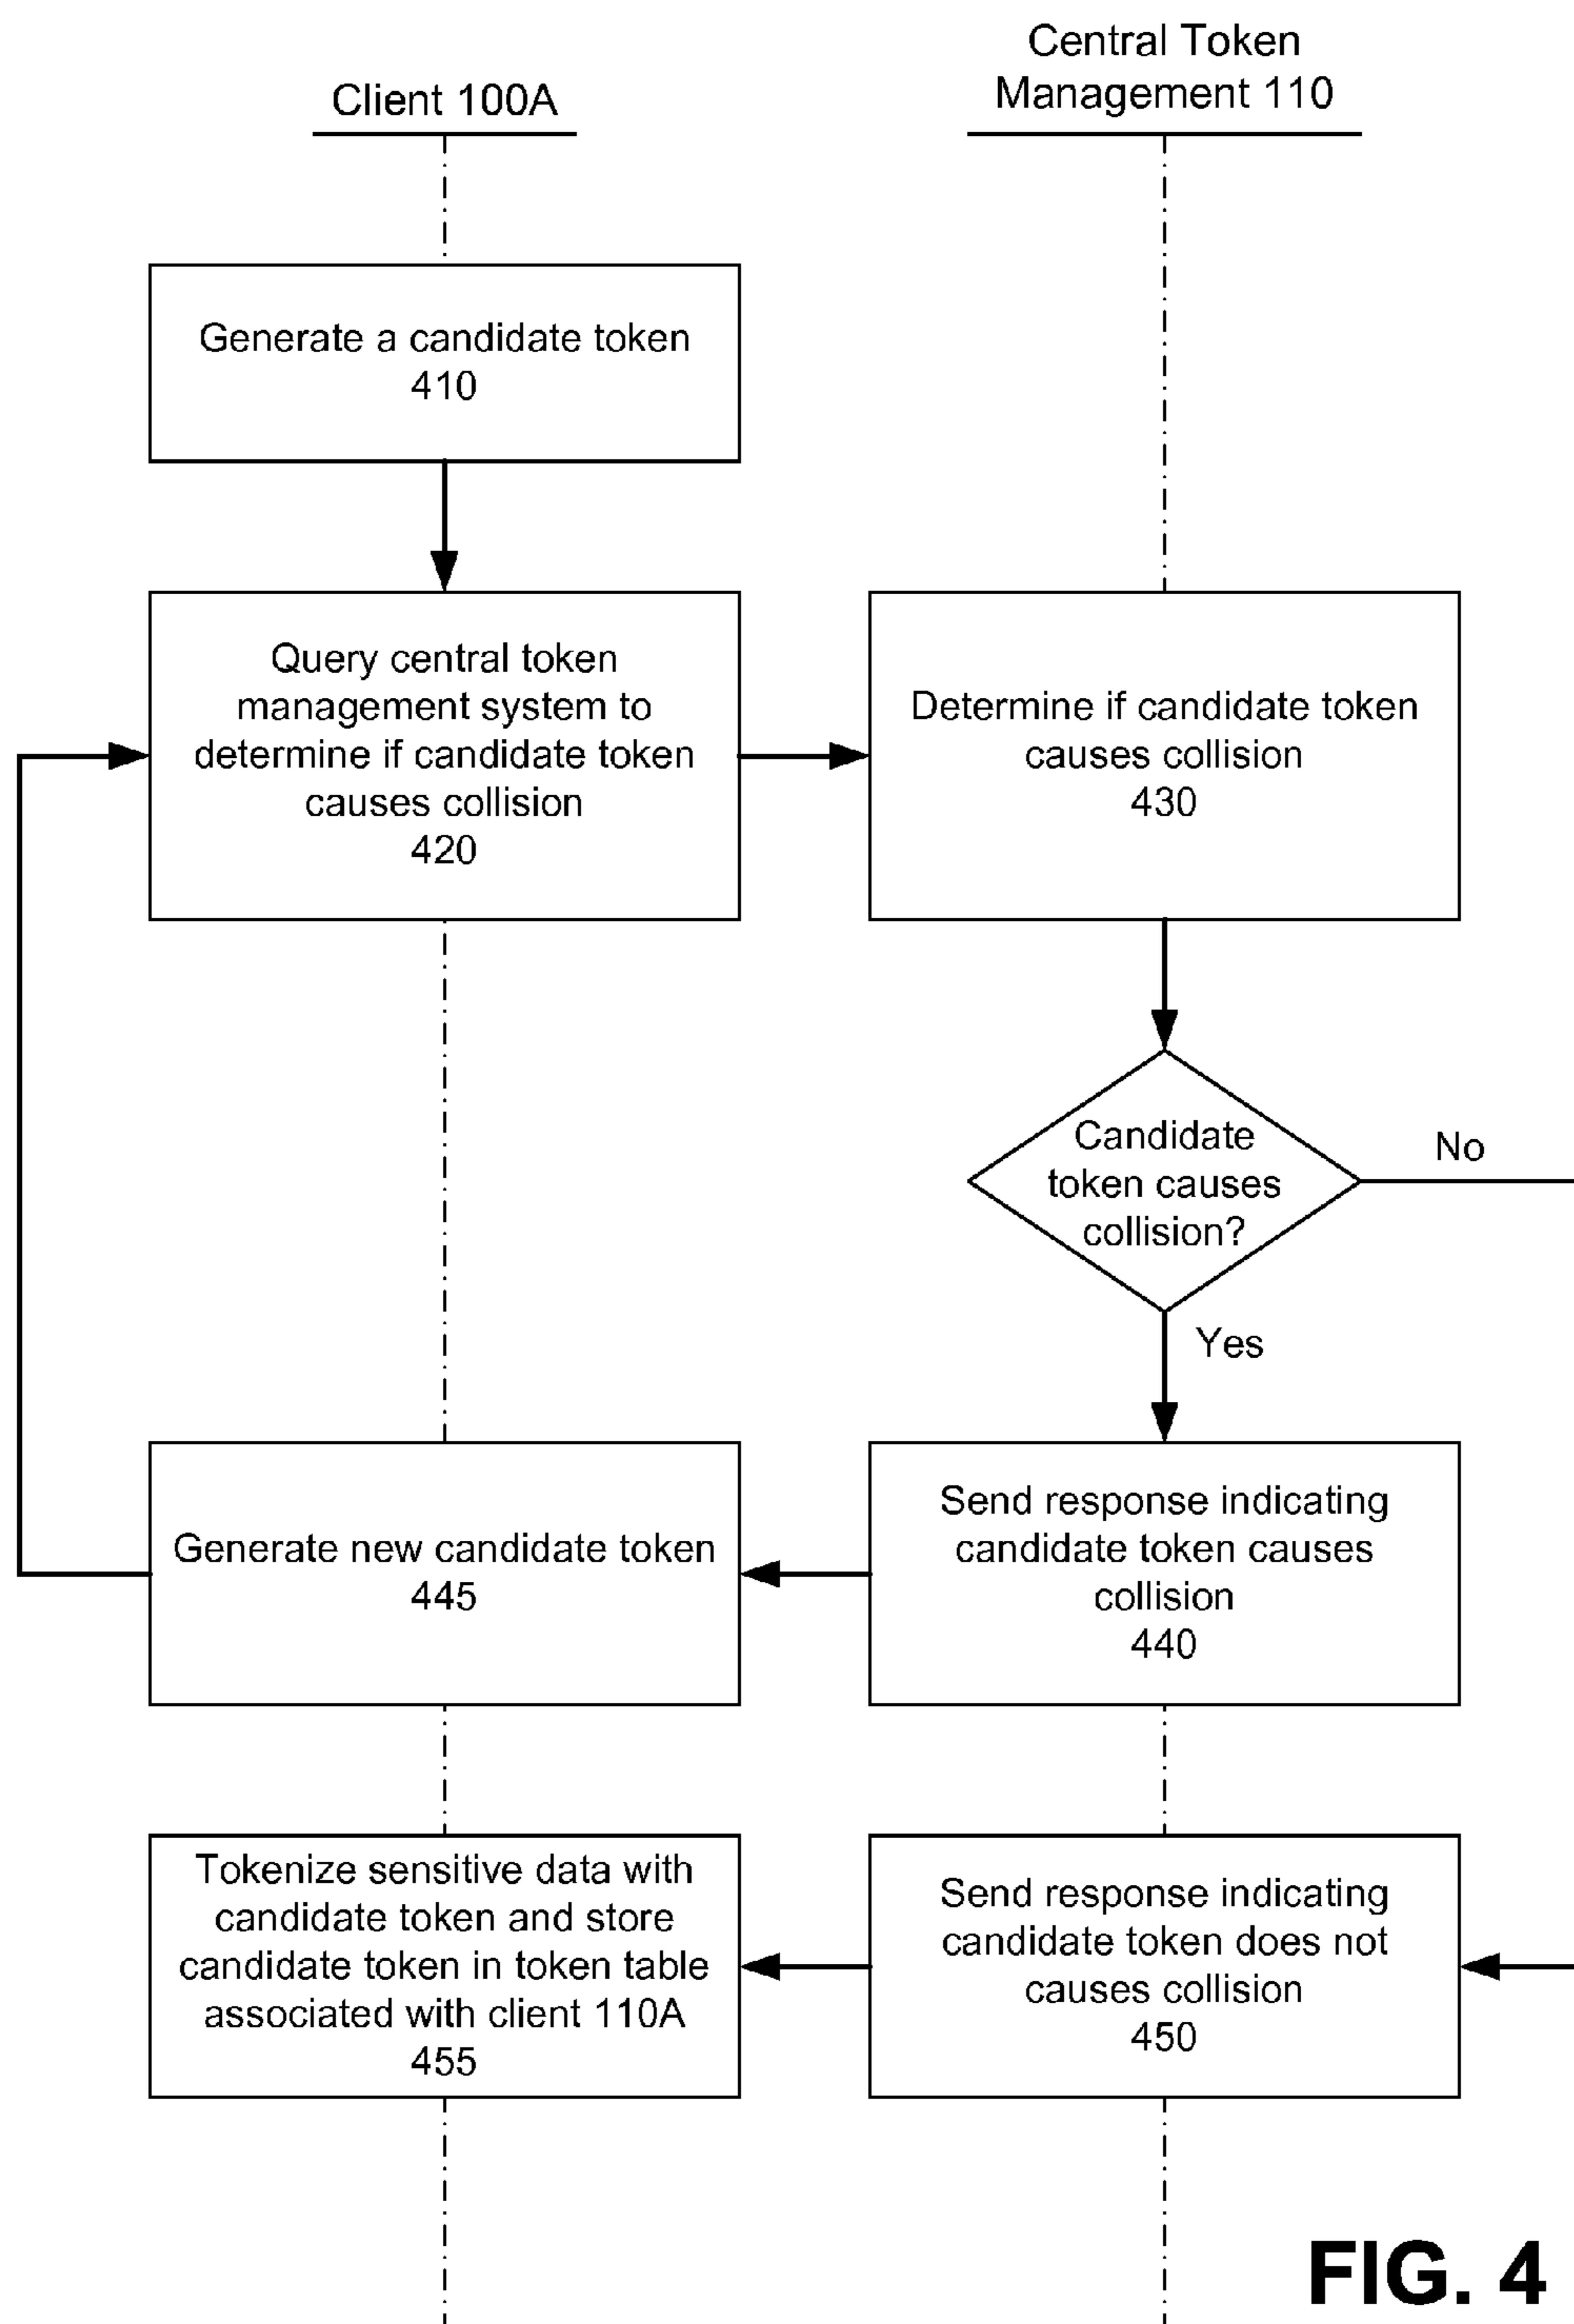 Client 100A
Central Token
Management 110
Generate a candidate token
410
Query central token
management system to
determine if candidate token
causes collision
420
Determine if candidate token
causes collision
430
Candidate
token causes
collision?
No
Yes
Generate new candidate token
445
Send response indicating
candidate token causes
collision
440
Tokenize sensitive data with
candidate token and store
candidate token in token table
associated with client 110A
455
Send response indicating
candidate token does not
causes collision
450
FIG. 4